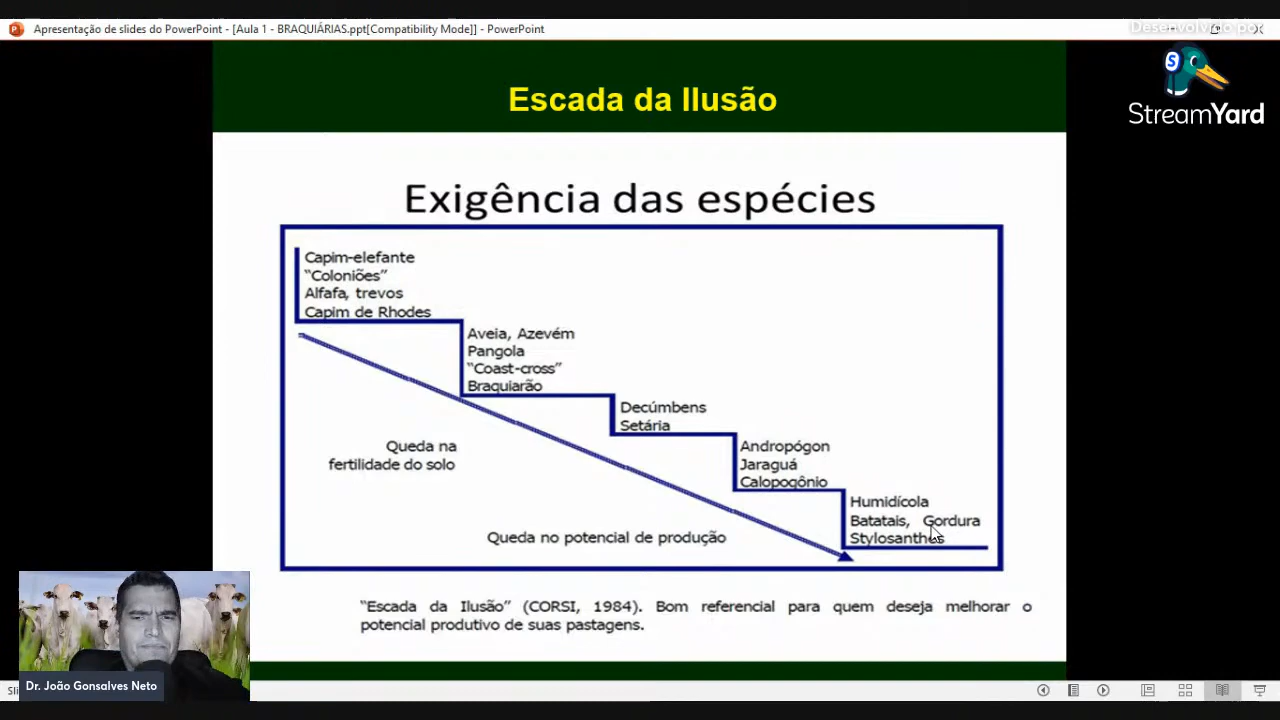 Apresentação de slides do PowerPoint - [Aula 1 - BRAQUIÁRIAS.ppt[Compatibility Mode]] - PowerPoint
Desenvolvido por
StreamYard
Escada da Ilusão
Exigência das espécies
Capim-elefante
“Coloniões”
Alfafa, trevos
Capim de Rhodes
Aveia, Azevém
Pangola
“Coast-cross”
Braquiarão
Decúmbens
Setária
Queda na
fertilidade do solo
Andropógon
Jaraguá
Calopogônio
Humidícola
Batatais, Gordura
Stylosanthes
Queda no potencial de produção
“Escada da Ilusão” (CORSI, 1984). Bom referencial para quem deseja melhorar o
potencial produtivo de suas pastagens.
Dr. João Gonsalves Neto